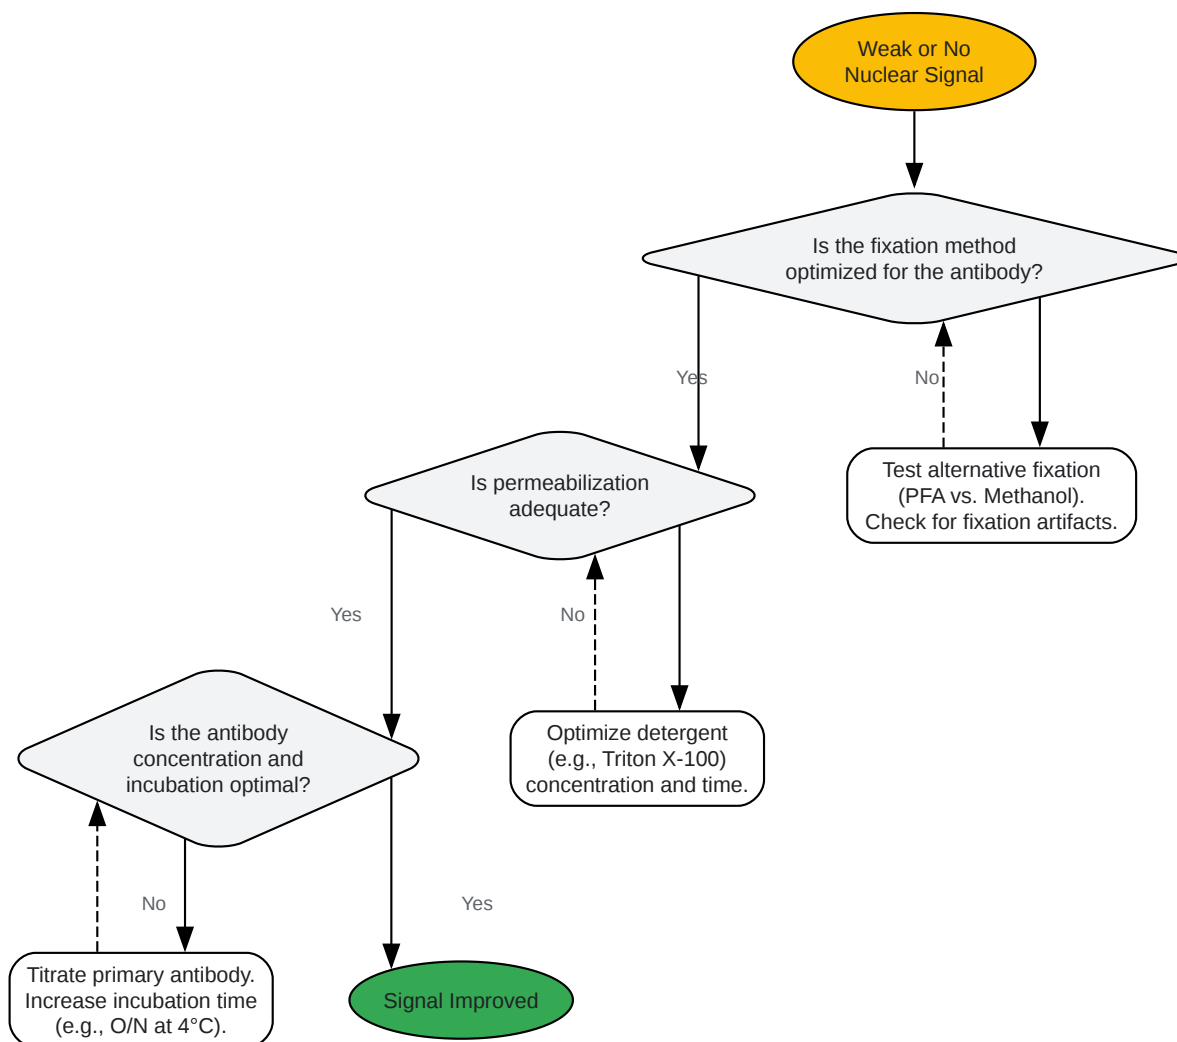 Weak or No
Nuclear Signal
Is the fixation method
optimized for the antibody?
Yes
No
Test alternative fixation
(PFA vs. Methanol).
Check for fixation artifacts.
Is permeabilization
adequate?
Yes
No
Optimize detergent
(e.g., Triton X-100)
concentration and time.
Is the antibody
concentration and
incubation optimal?
No
Yes
Titrate primary antibody.
Increase incubation time
(e.g., O/N at 4°C).
Signal Improved